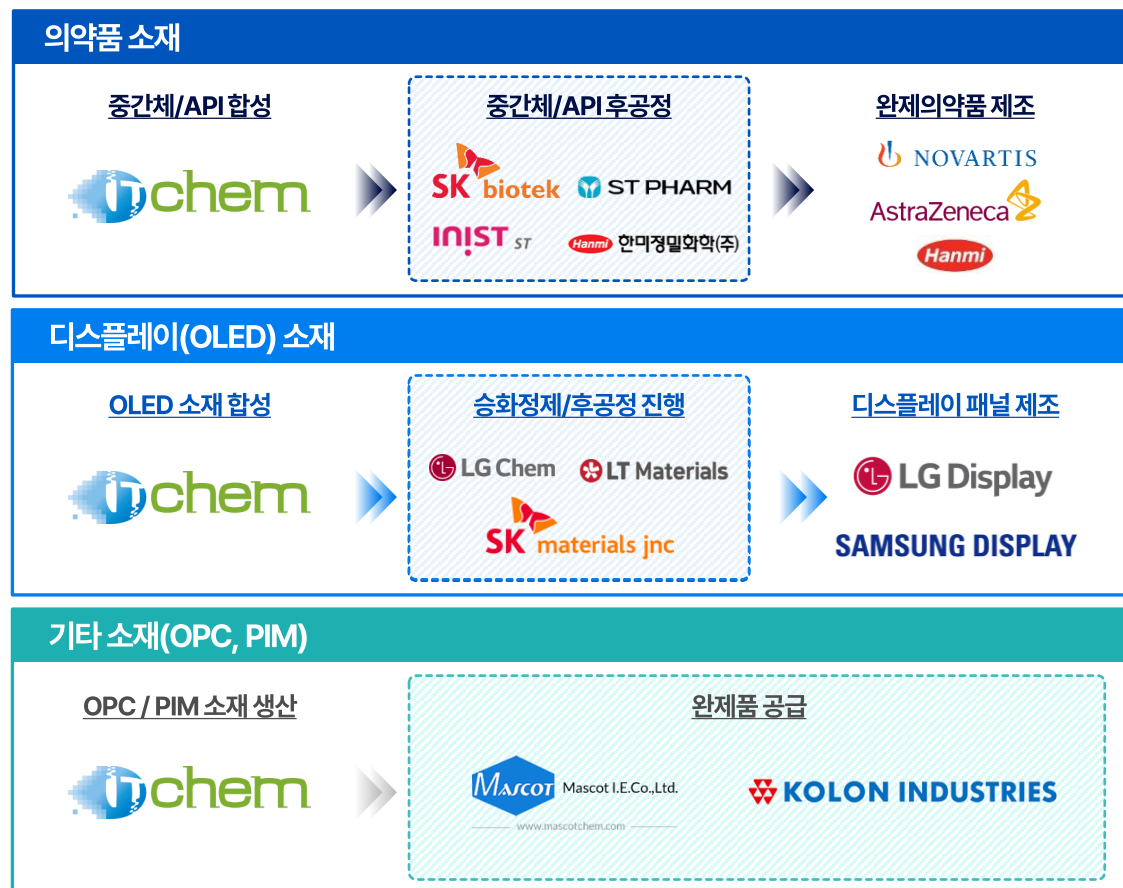 의약품 소재
중간체/API 합성
중간체/API 후공정
완제의약품 제조
ITchem
SK biotek
ST PHARM
INIST ST
Hanmi 한미정밀화학(주)
NOVARTIS
AstraZeneca
Hanmi
디스플레이(OLED) 소재
OLED 소재 합성
승화정제/후공정 진행
디스플레이 패널 제조
ITchem
LG Chem
LT Materials
SK materials jnc
LG Display
SAMSUNG DISPLAY
기타 소재(OPC, PIM)
OPC / PIM 소재 생산
완제품 공급
ITchem
MASCOT Mascot I.E.Co.,Ltd.
www.mascotchem.com
KOLON INDUSTRIES